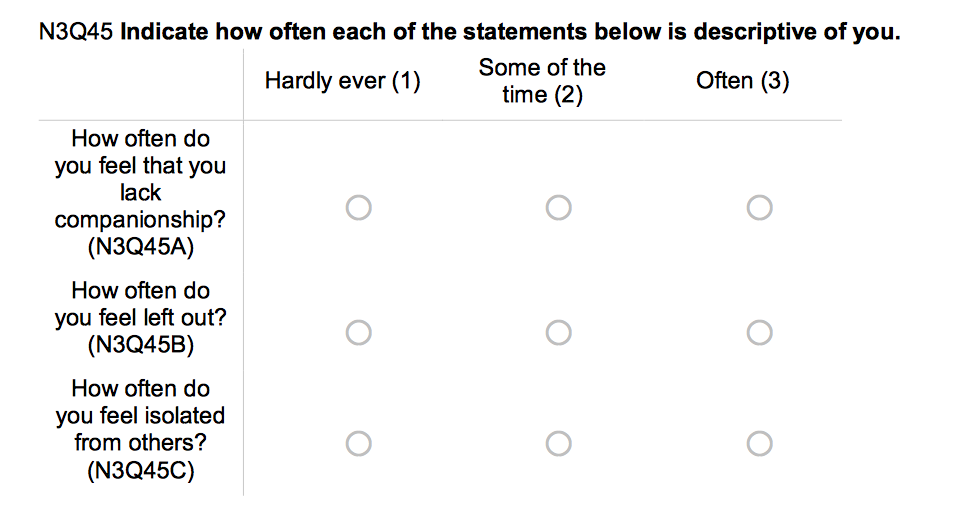 N3Q45 Indicate how often each of the statements below is descriptive of you.
Hardly ever (1)
Some of the
time (2)
Often (3)
How often do
you feel that you
lack
companionship?
(N3Q45A)
How often do
you feel left out?
(N3Q45B)
How often do
you feel isolated
from others?
(N3Q45C)